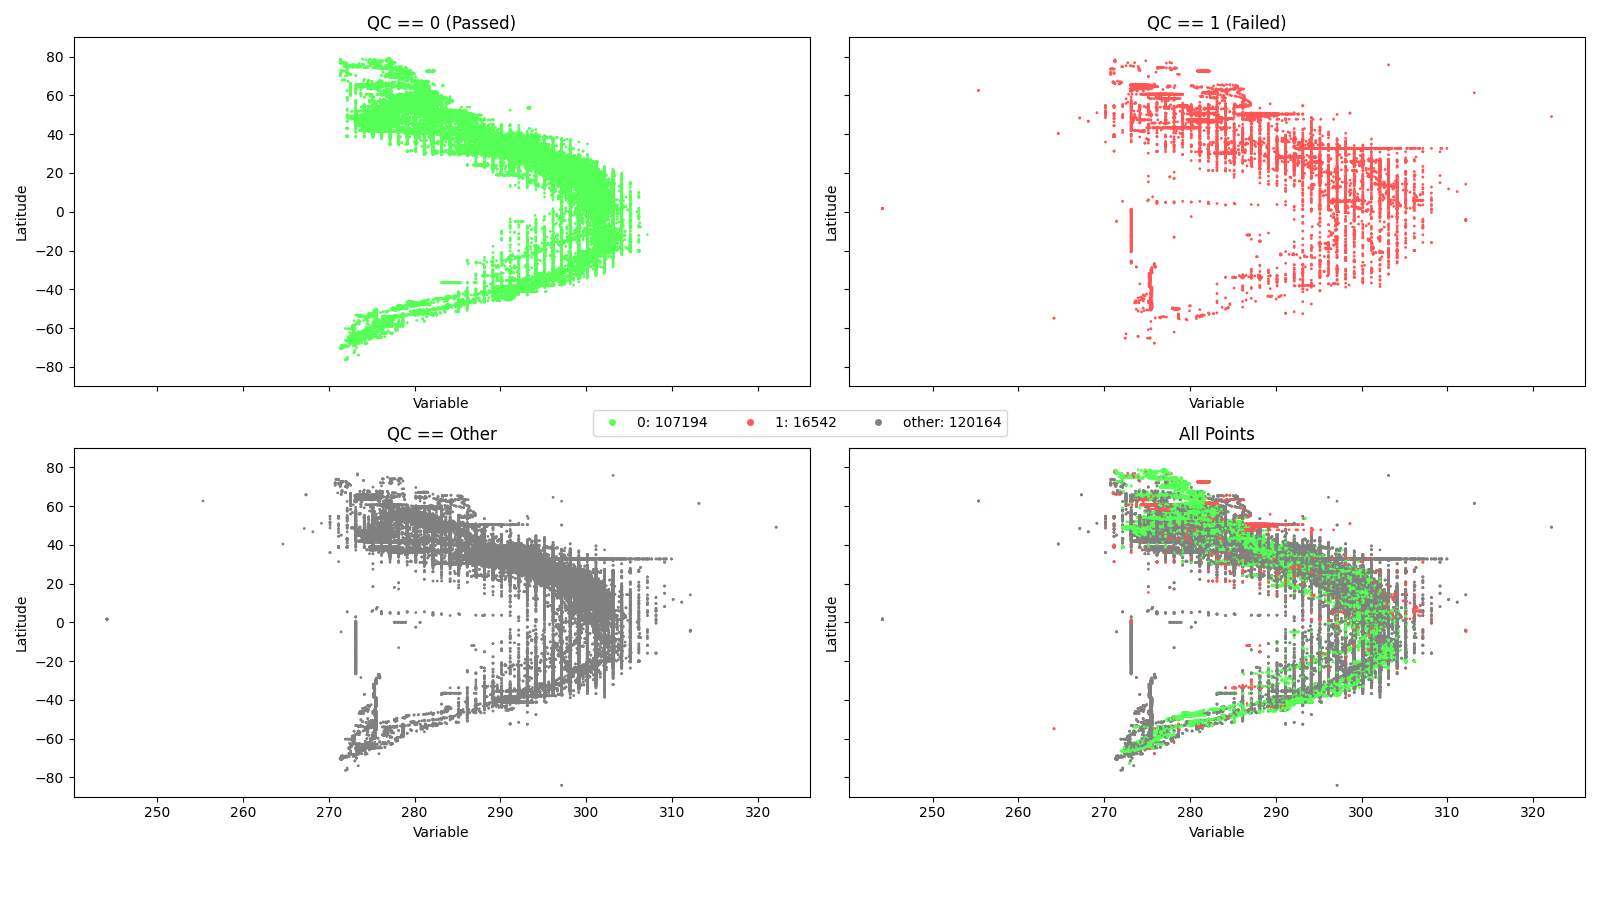 QC == 0 (Passed)
QC == 1 (Failed)
80
60
40
20
0
−20
−40
−60
−80
Latitude
Latitude
Variable
Variable
0: 107194 1: 16542 other: 120164
QC == Other
All Points
80
60
40
20
0
−20
−40
−60
−80
Latitude
Latitude
250 260 270 280 290 300 310 320
250 260 270 280 290 300 310 320
Variable
Variable